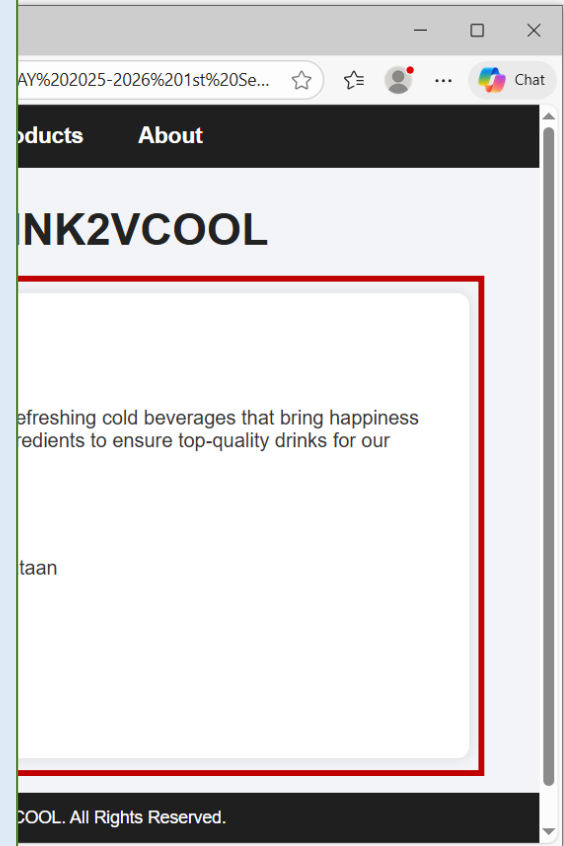 AY%202025-2026%201st%20Se...
Chat
oducts About
NK2VCOOL
efreshing cold beverages that bring happiness
redients to ensure top-quality drinks for our
taan
COOL. All Rights Reserved.